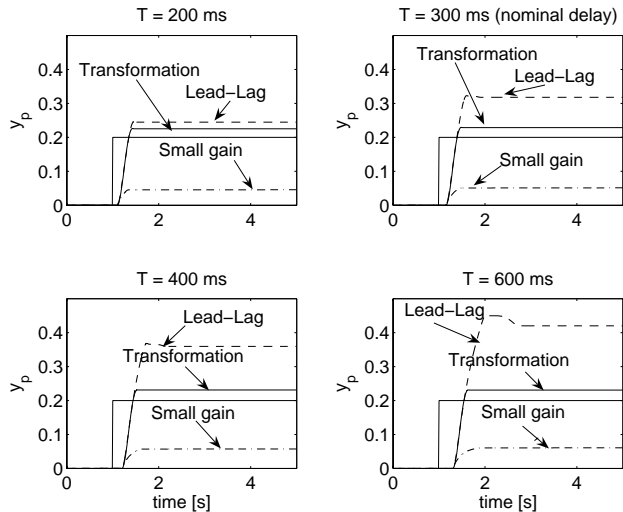 T = 200 ms
T = 300 ms (nominal delay)
0.4
0.3
0.2
0.1
0
y_p
Transformation
Lead−Lag
Small gain
0
2
4
0.4
0.3
0.2
0.1
0
y_p
Transformation
Lead−Lag
Small gain
0
2
4
T = 400 ms
T = 600 ms
0.4
0.3
0.2
0.1
0
y_p
Lead−Lag
Transformation
Small gain
0
2
4
time [s]
0.4
0.3
0.2
0.1
0
y_p
Lead−Lag
Transformation
Small gain
0
2
4
time [s]